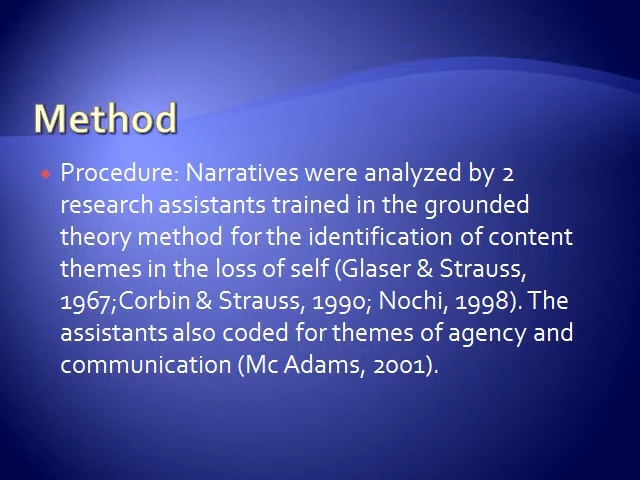 Method
Procedure: Narratives were analyzed by 2
research assistants trained in the grounded
theory method for the identification of content
themes in the loss of self (Glaser & Strauss,
1967;Corbin & Strauss, 1990; Nochi, 1998). The
assistants also coded for themes of agency and
communication (Mc Adams, 2001).